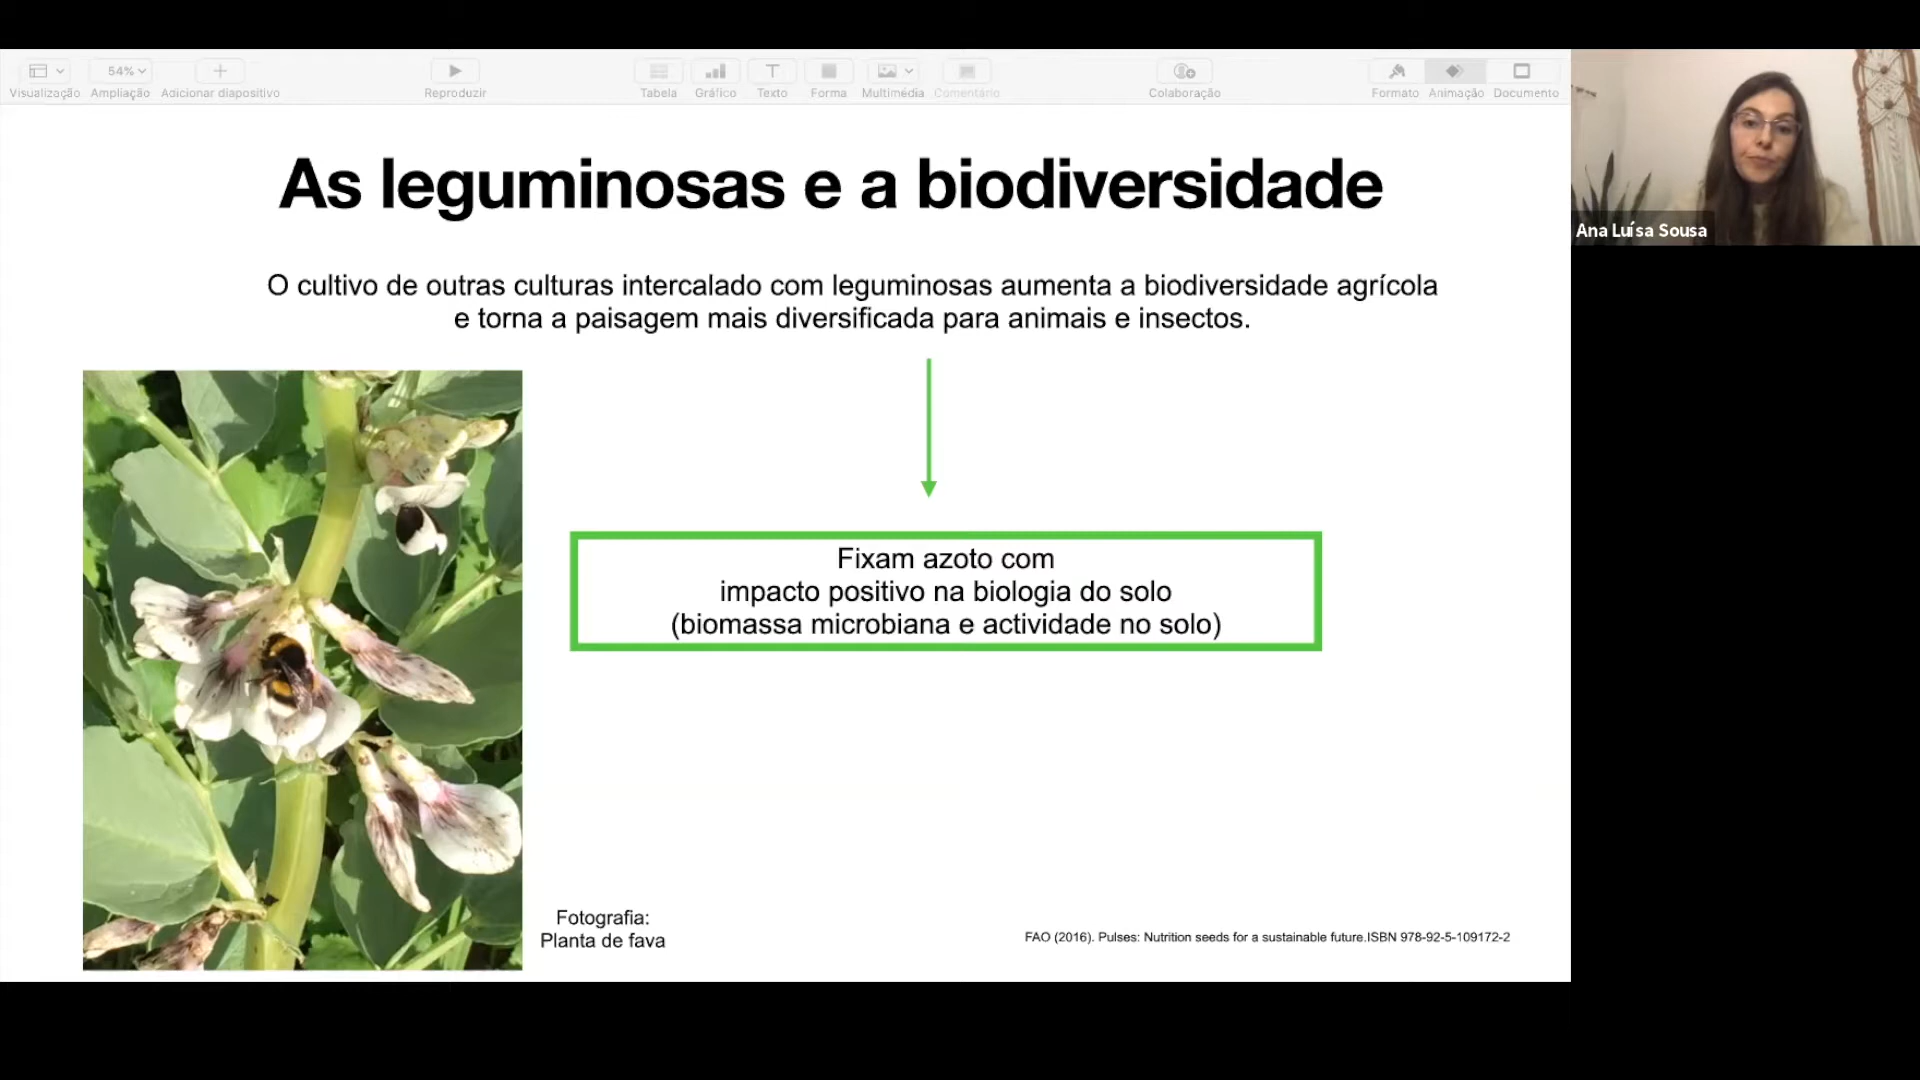 Visualização
54%
Ampliação
Adicionar diapositivo
Reproduzir
Tabela
Gráfico
Texto
Forma
Multimédia
Comentário
Colaboração
Formato
Animação
Documento
As leguminosas e a biodiversidade
O cultivo de outras culturas intercalado com leguminosas aumenta a biodiversidade agrícola
e torna a paisagem mais diversificada para animais e insectos.
Fixam azoto com
impacto positivo na biologia do solo
(biomassa microbiana e actividade no solo)
Fotografia:
Planta de fava
FAO (2016). Pulses: Nutrition seeds for a sustainable future.ISBN 978-92-5-109172-2
Ana Luísa Sousa